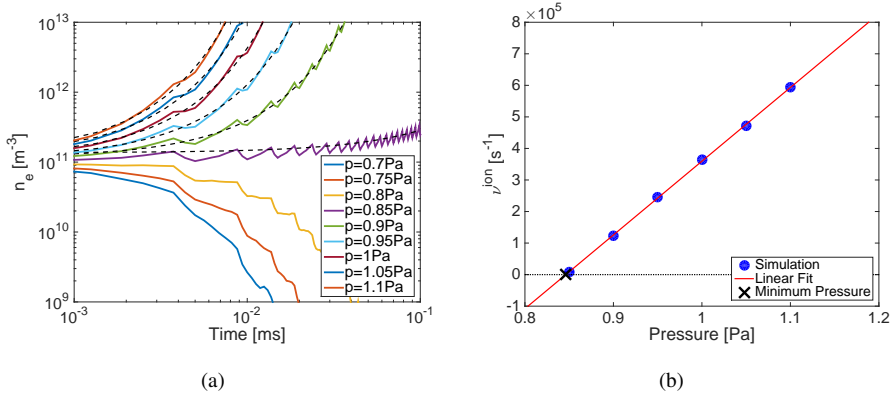 10^13
10^12
10^11
10^10
10^9
n_e [m^-3]
10^-3
10^-2
10^-1
Time [ms]
p=0.7Pa
p=0.75Pa
p=0.8Pa
p=0.85Pa
p=0.9Pa
p=0.95Pa
p=1Pa
p=1.05Pa
p=1.1Pa
(a)
×10^5
8
7
6
5
4
3
2
1
0
-1
ν^ion [s^-1]
0.8
0.9
1
1.1
1.2
Pressure [Pa]
Simulation
Linear Fit
Minimum Pressure
(b)